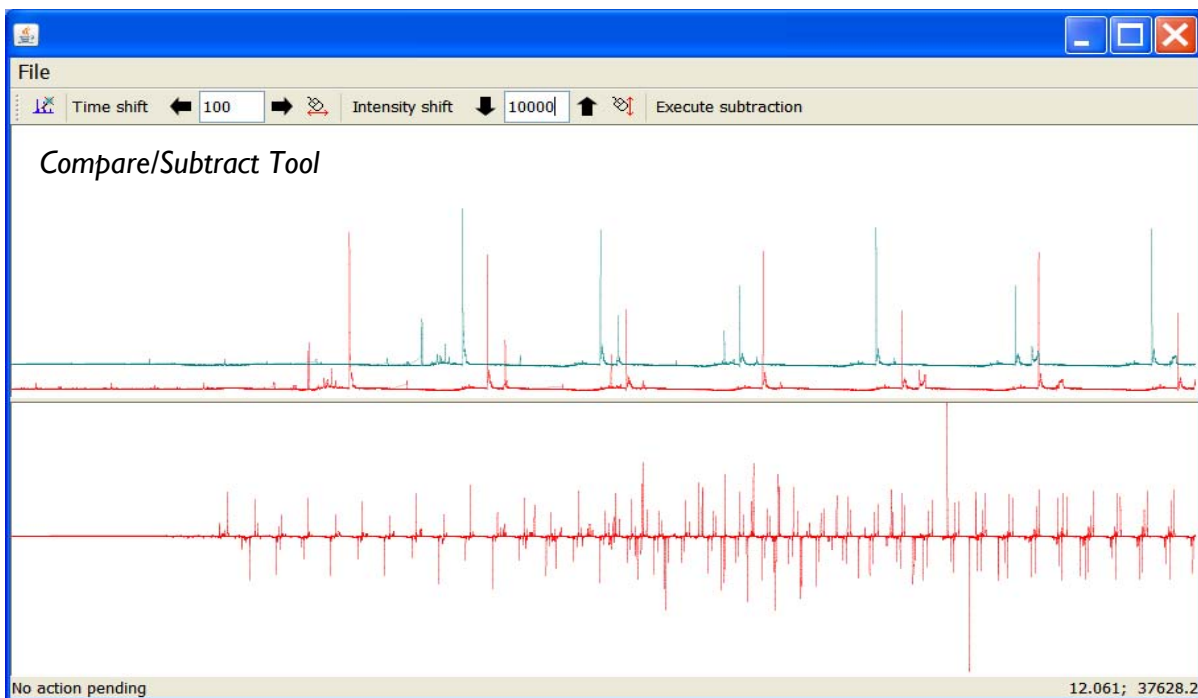 File
Time shift 100 Intensity shift 10000 Execute subtraction
Compare/Subtract Tool
No action pending 12.061; 37628.2